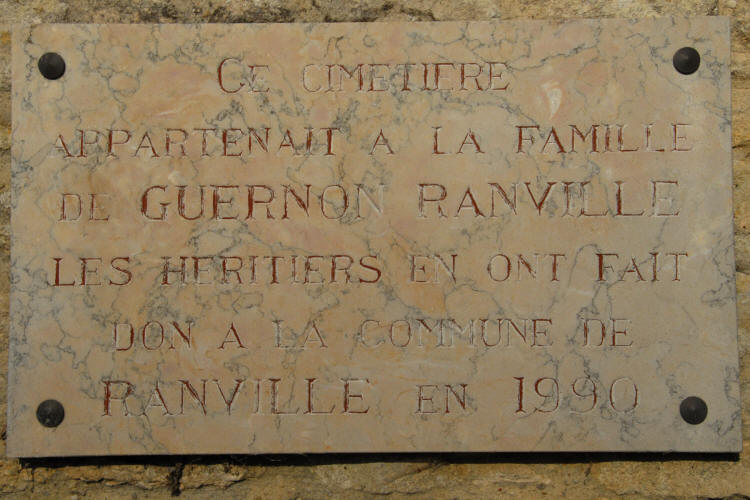 CE CIMETIERE
APPARTENAIT A LA FAMILLE
DE GUERNON RANVILLE
LES HERITIERS EN ONT FAIT
DON A LA COMMUNE DE
RANVILLE EN 1990